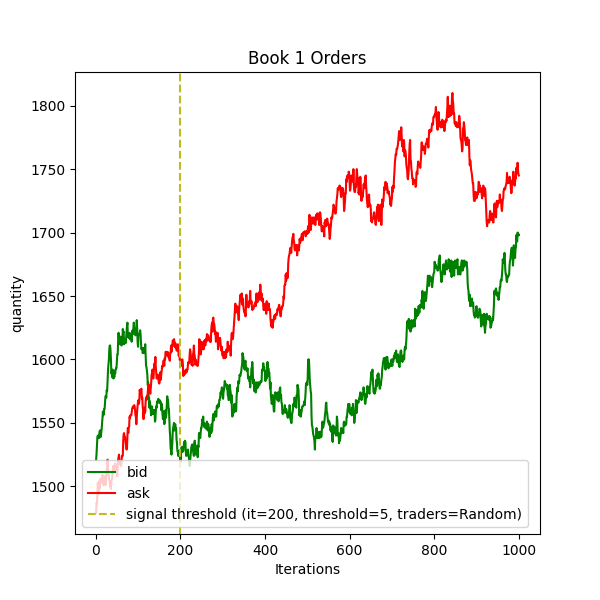 Book 1 Orders
quantity
1800
1750
1700
1650
1600
1550
1500
bid
ask
signal threshold (it=200, threshold=5, traders=Random)
0 200 400 600 800 1000
Iterations